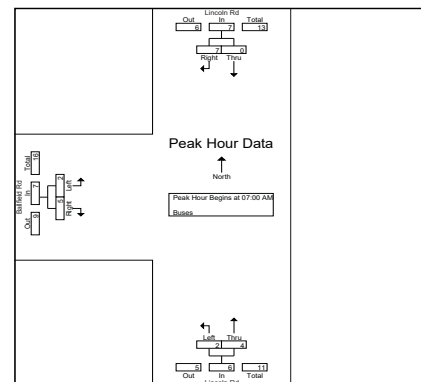 Lincoln Rd
Out In Total
6 7 13
7 0
Right Thru
Peak Hour Data
North
Peak Hour Begins at 07:00 AM
Buses
Ballfield Rd
Out In Total
9 7 16
Right Left
5 2
Left Thru
2 4
5 6 11
Out In Total
Lincoln Rd